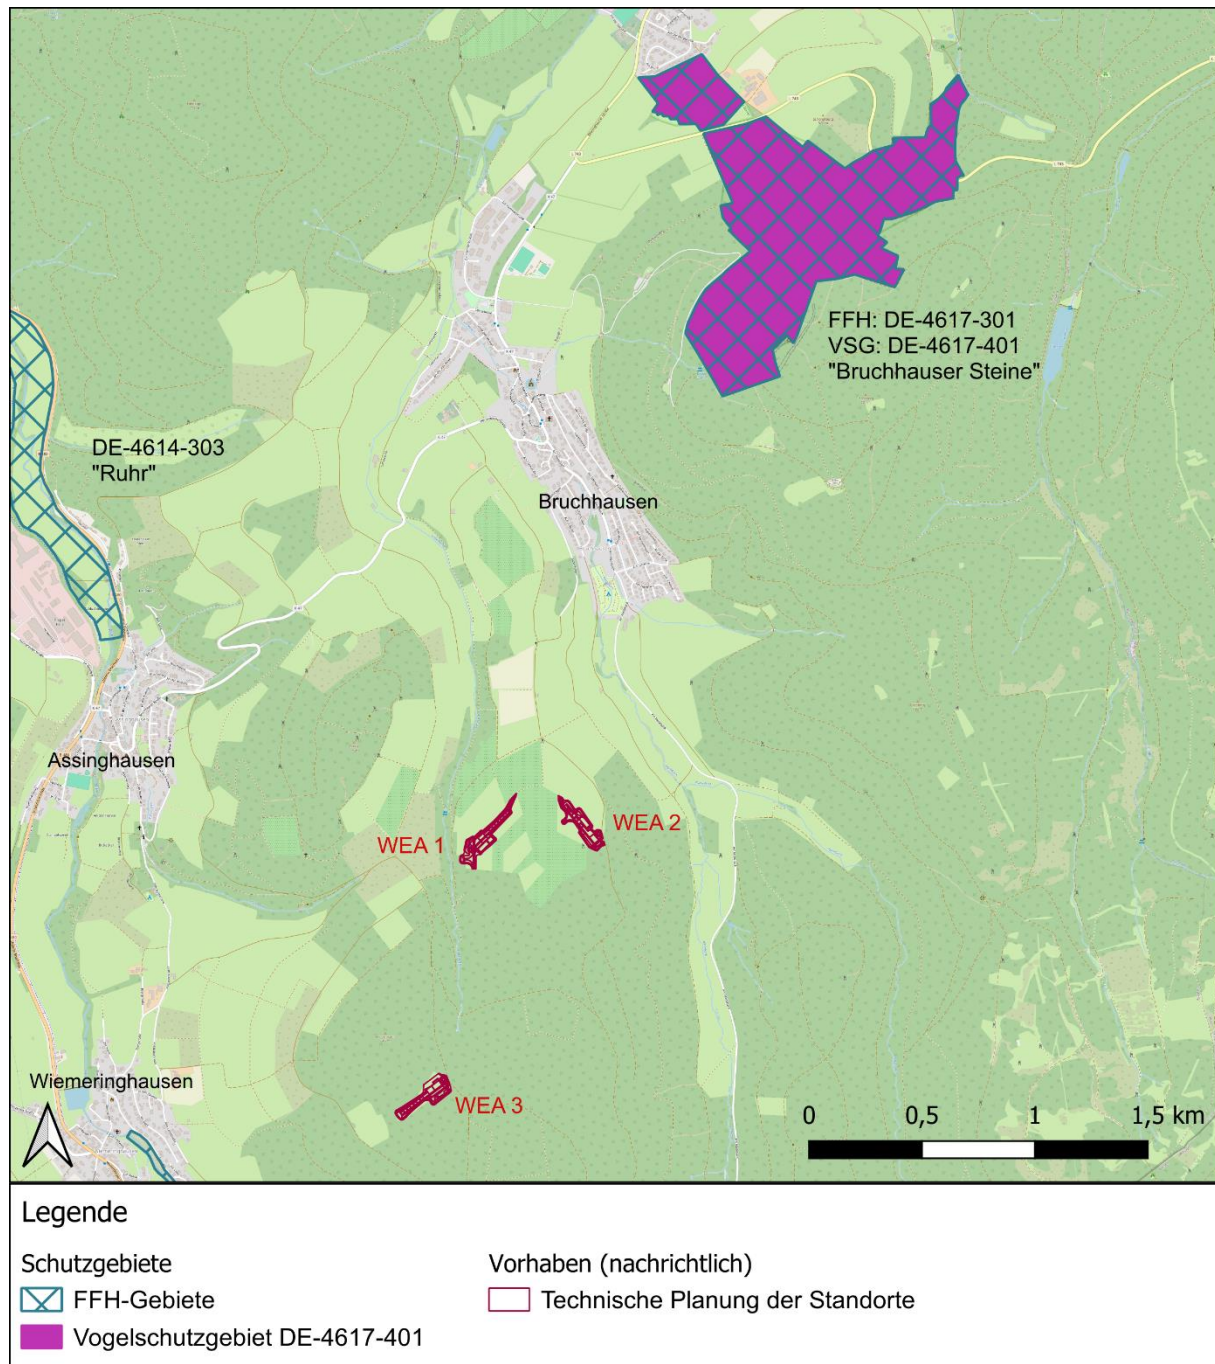 FFH: DE-4617-301
VSG: DE-4617-401
"Bruchhauser Steine"
DE-4614-303
"Ruhr"
Bruchhausen
Assinghausen
WEA 1
WEA 2
Wiemeringhausen
WEA 3
0 0,5 1 1,5 km
Legende
Schutzgebiete
FFH-Gebiete
Vogelschutzgebiet DE-4617-401
Vorhaben (nachrichtlich)
Technische Planung der Standorte